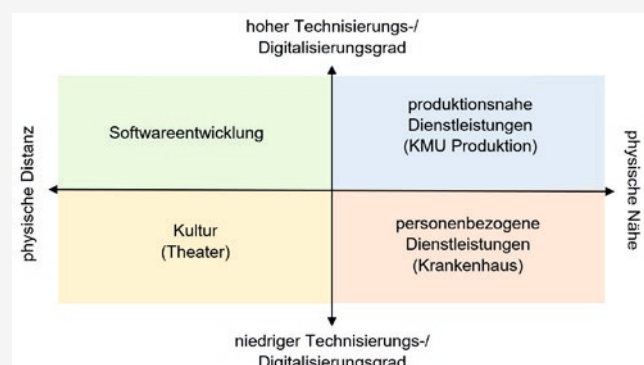 hoher Technisierungs-/
Digitalisierungsgrad
physische Distanz
Softwareentwicklung
produktionsnahe
Dienstleistungen
(KMU Produktion)
physische Nähe
Kultur
(Theater)
personenbezogene
Dienstleistungen
(Krankenhaus)
niedriger Technisierungs-/
Digitalisierungsgrad